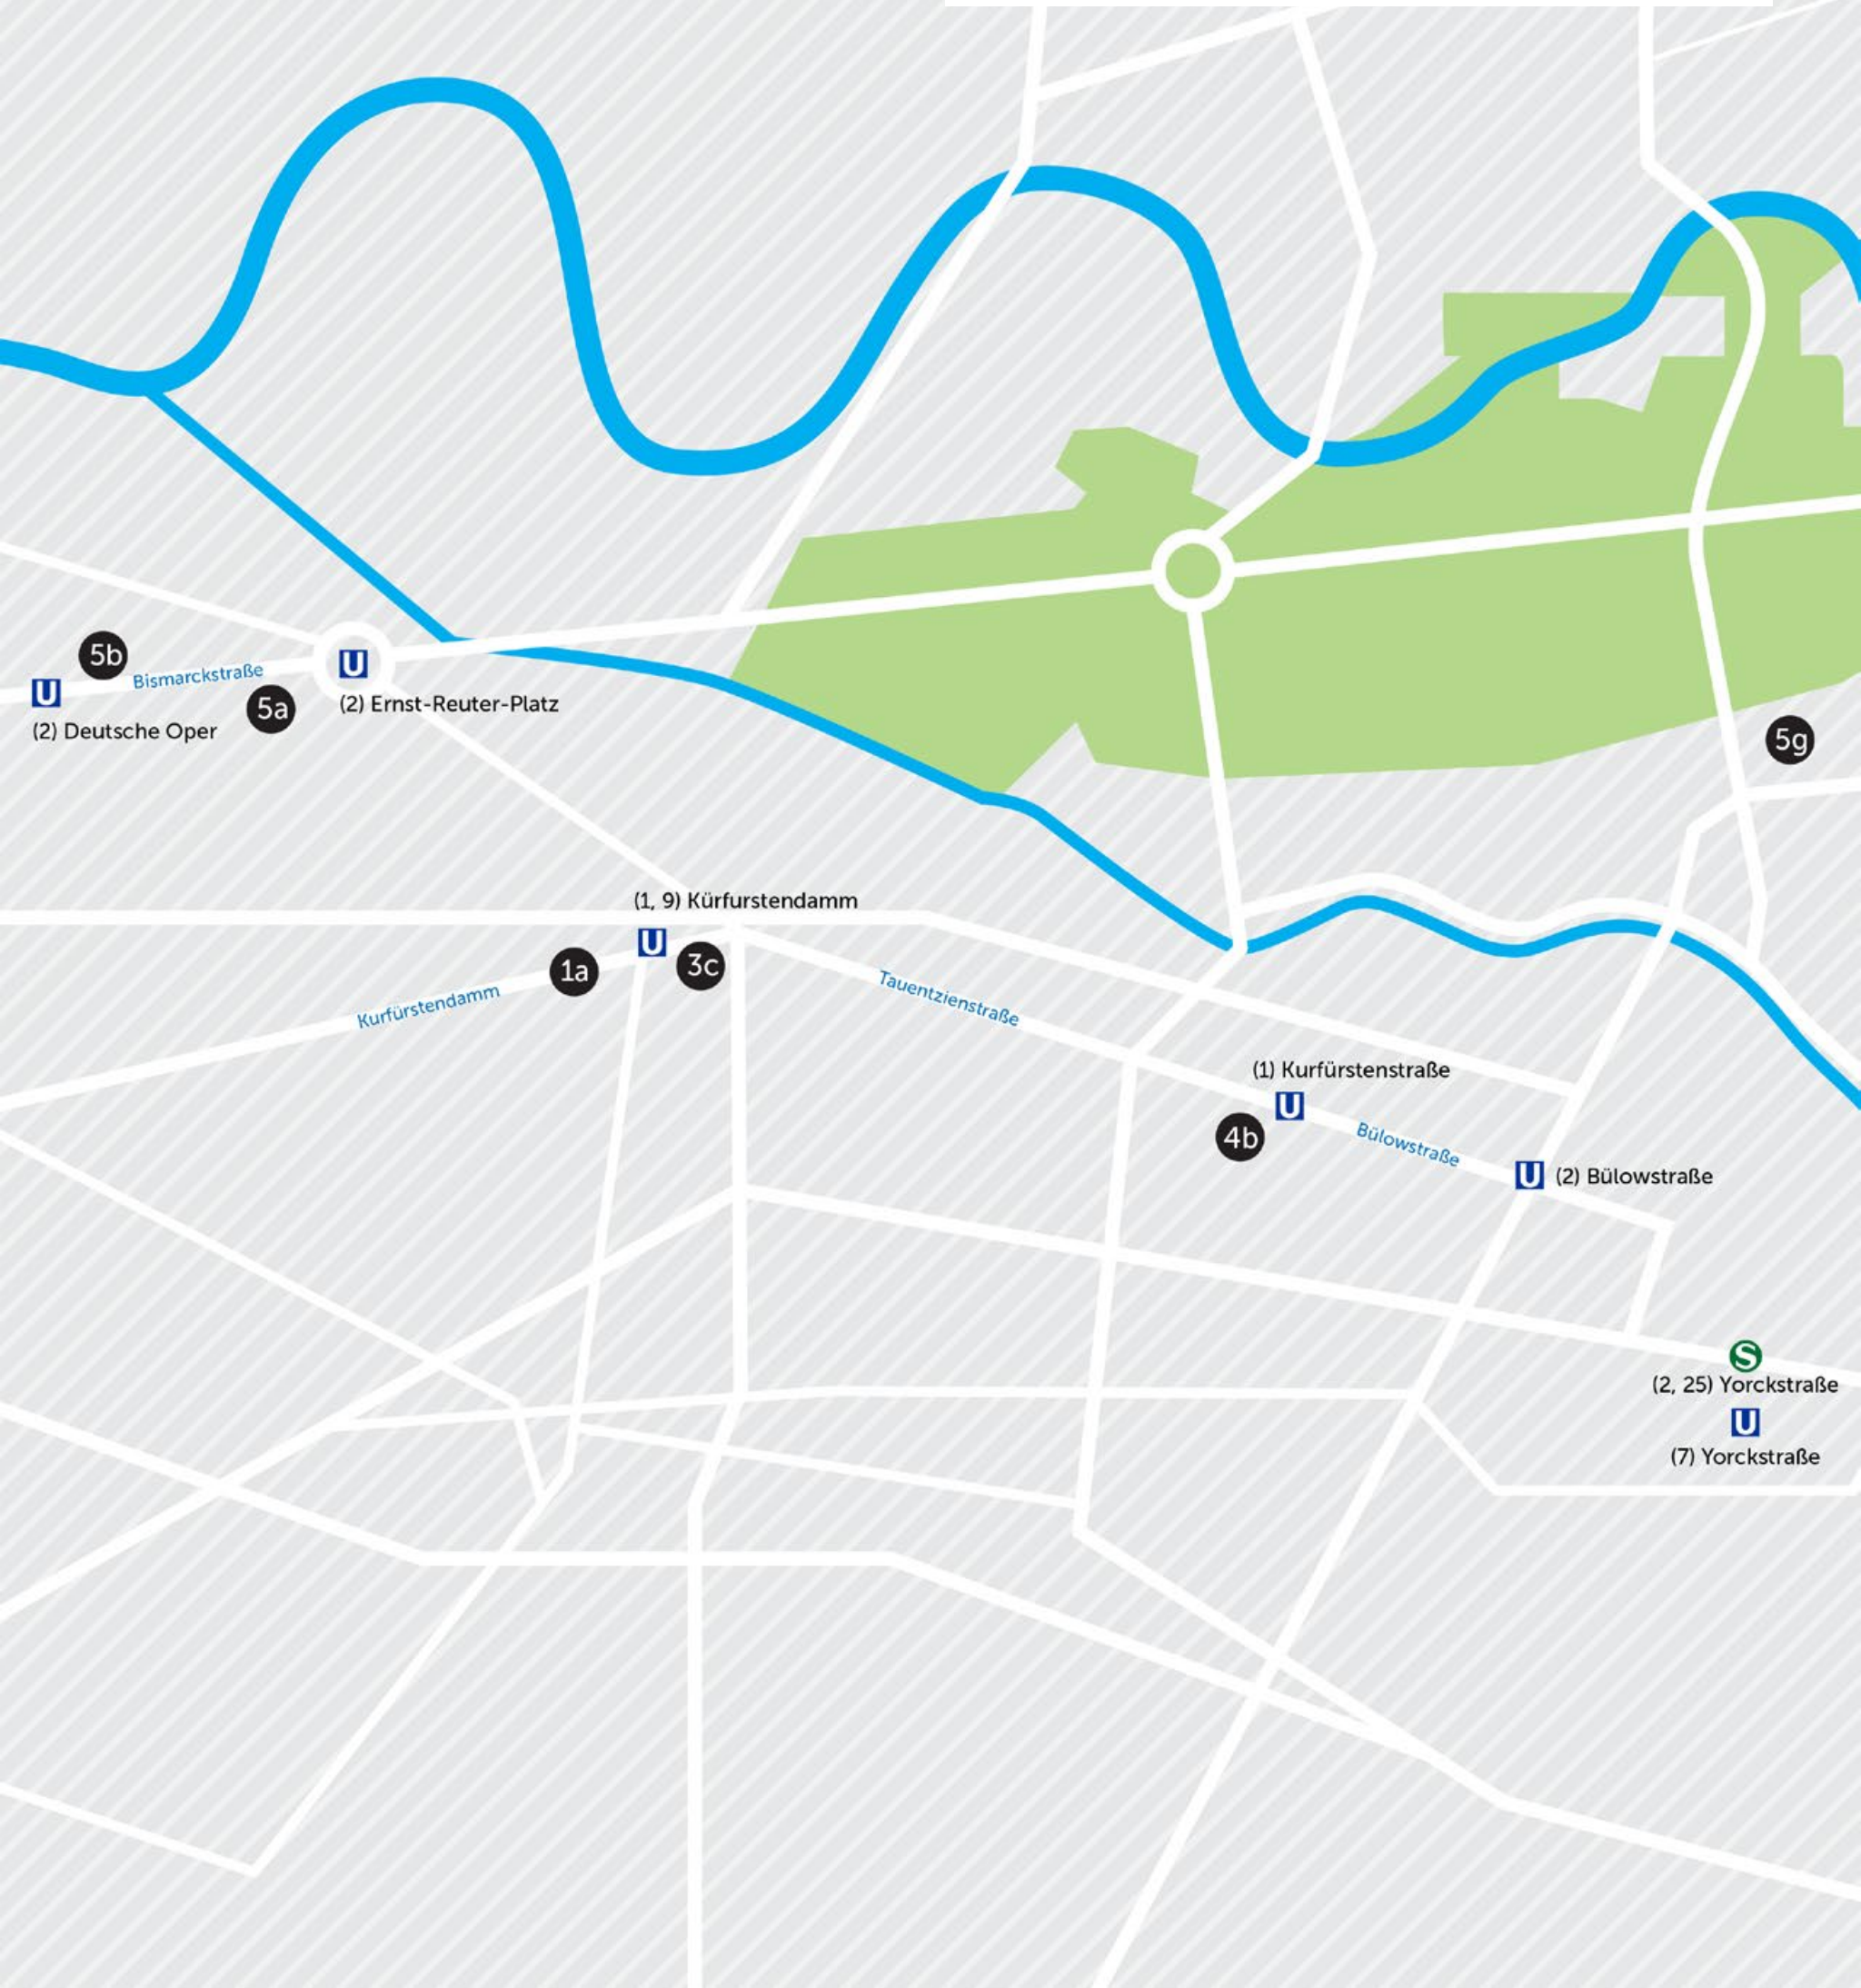 5b
Bismarckstraße
U
U
5a
(2) Ernst-Reuter-Platz
(2) Deutsche Oper
5g
(1, 9) Kürfurstendamm
U
3c
1a
Kurfürstendamm
Tauentzienstraße
(1) Kurfürstenstraße
U
4b
Bülowstraße
U
(2) Bülowstraße
S
(2, 25) Yorckstraße
U
(7) Yorckstraße